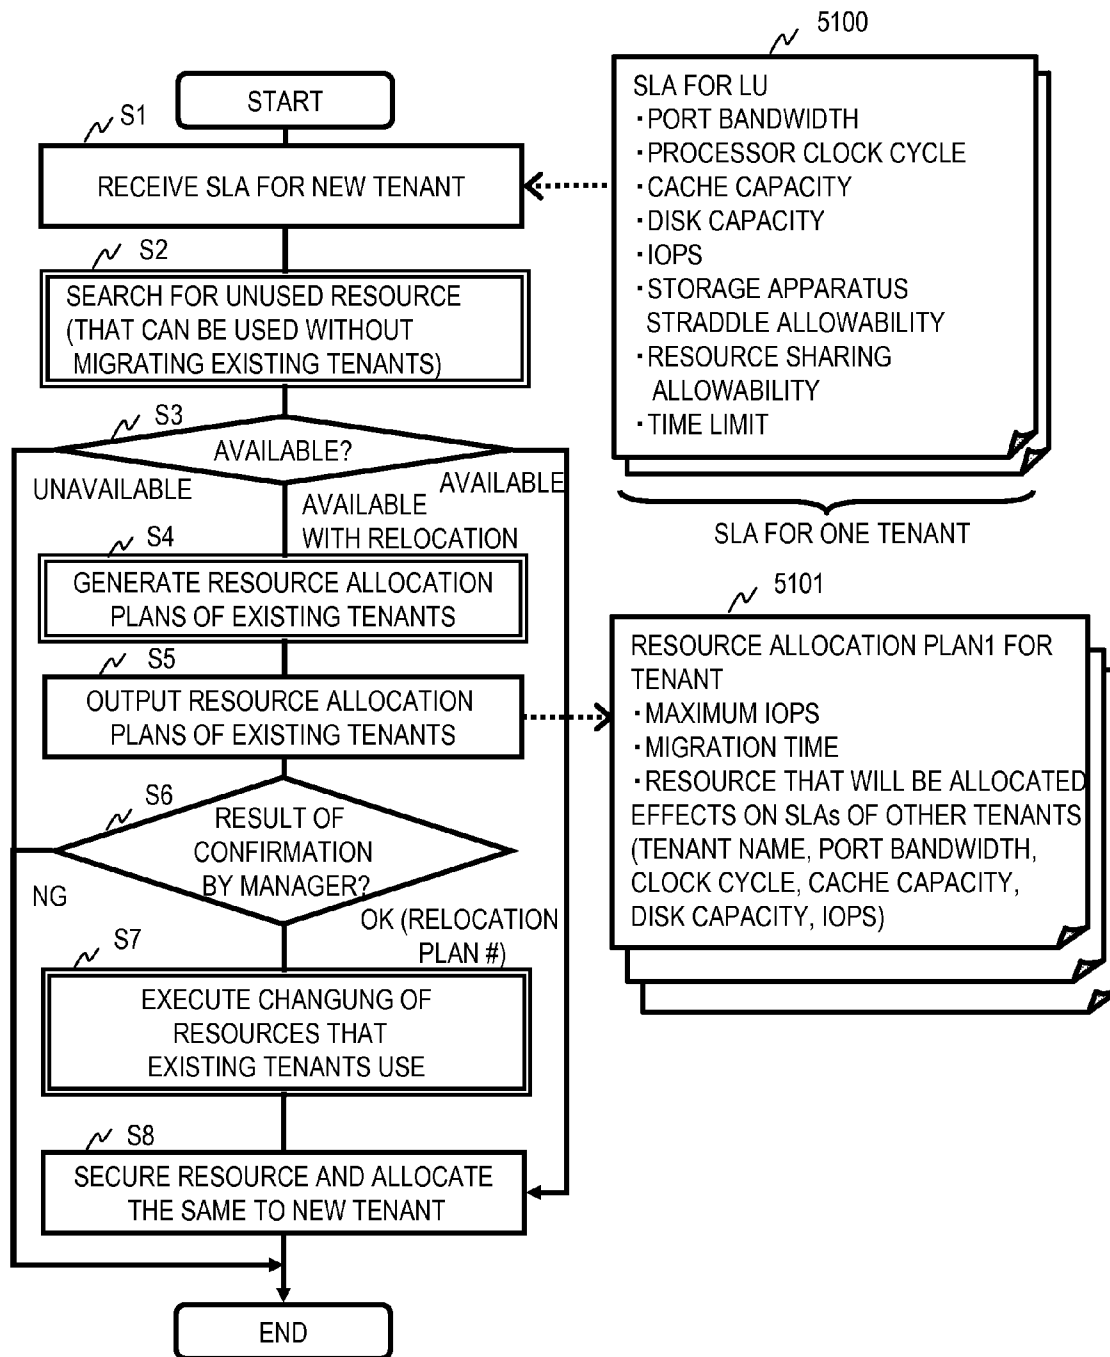 START
S1
RECEIVE SLA FOR NEW TENANT
S2
SEARCH FOR UNUSED RESOURCE
(THAT CAN BE USED WITHOUT
MIGRATING EXISTING TENANTS)
S3
AVAILABLE?
UNAVAILABLE
AVAILABLE
AVAILABLE
WITH RELOCATION
S4
GENERATE RESOURCE ALLOCATION
PLANS OF EXISTING TENANTS
S5
OUTPUT RESOURCE ALLOCATION
PLANS OF EXISTING TENANTS
S6
RESULT OF
CONFIRMATION
BY MANAGER?
NG
OK (RELOCATION
PLAN #)
S7
EXECUTE CHANGUNG OF
RESOURCES THAT
EXISTING TENANTS USE
S8
SECURE RESOURCE AND ALLOCATE
THE SAME TO NEW TENANT
END
5100
SLA FOR LU
・PORT BANDWIDTH
・PROCESSOR CLOCK CYCLE
・CACHE CAPACITY
・DISK CAPACITY
・IOPS
・STORAGE APPARATUS
STRADDLE ALLOWABILITY
・RESOURCE SHARING
ALLOWABILITY
・TIME LIMIT
SLA FOR ONE TENANT
5101
RESOURCE ALLOCATION PLAN1 FOR
TENANT
・MAXIMUM IOPS
・MIGRATION TIME
・RESOURCE THAT WILL BE ALLOCATED
EFFECTS ON SLAs OF OTHER TENANTS
(TENANT NAME, PORT BANDWIDTH,
CLOCK CYCLE, CACHE CAPACITY,
DISK CAPACITY, IOPS)